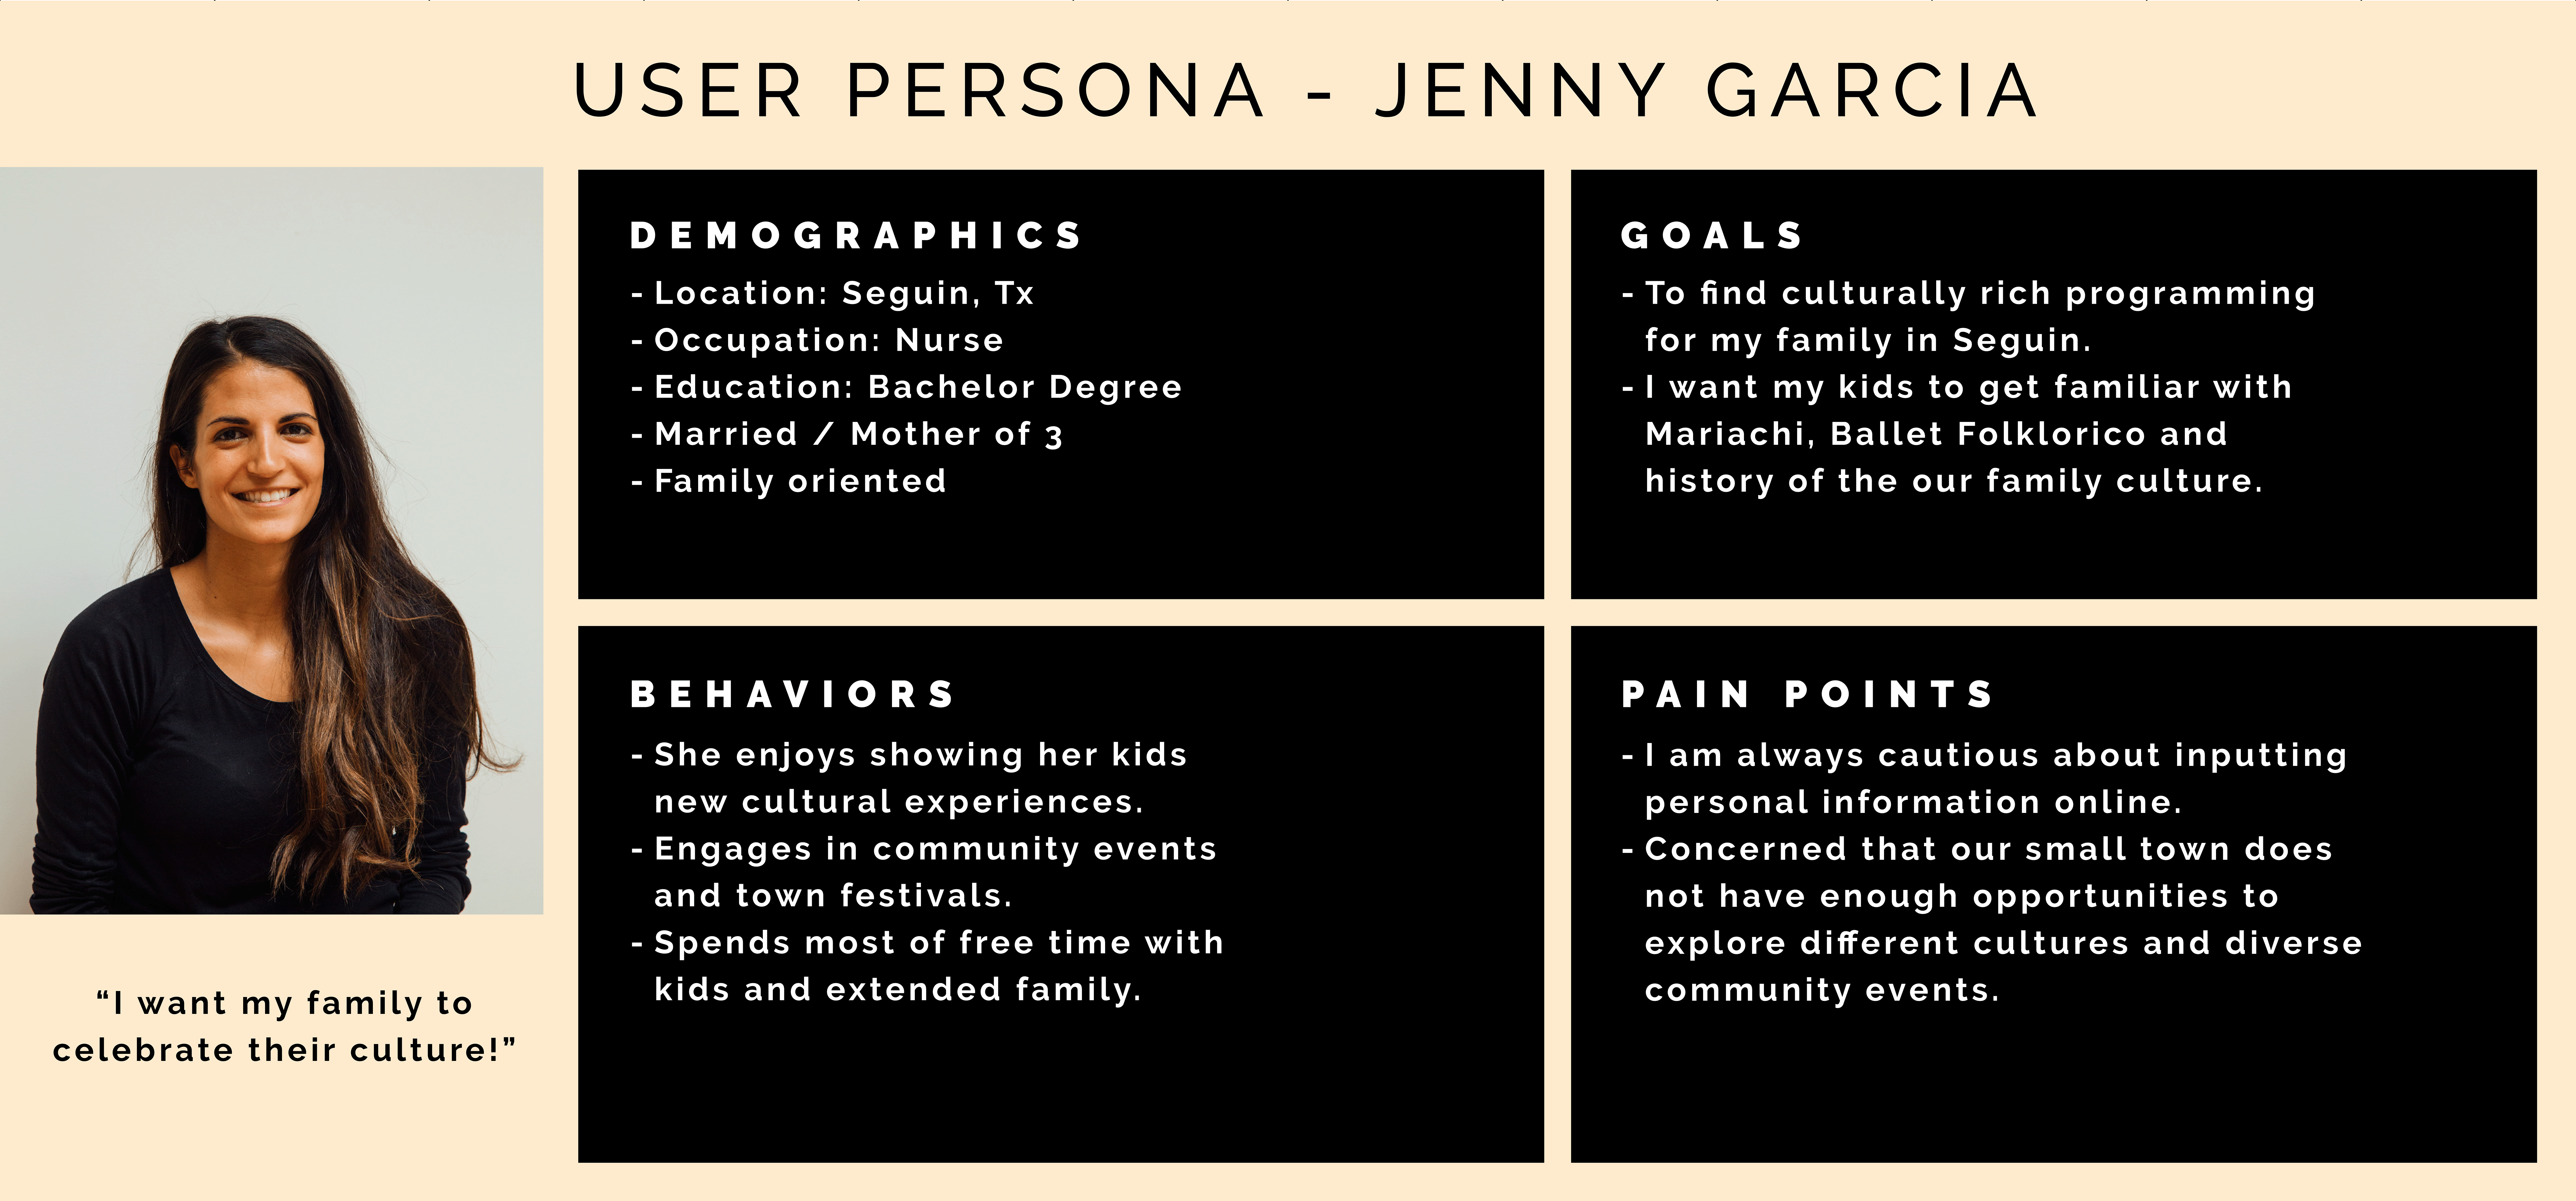 USER PERSONA - JENNY GARCIA
DEMOGRAPHICS
- Location: Seguin, Tx
- Occupation: Nurse
- Education: Bachelor Degree
- Married / Mother of 3
- Family oriented
GOALS
- To find culturally rich programming
for my family in Seguin.
- I want my kids to get familiar with
Mariachi, Ballet Folklorico and
history of the our family culture.
BEHAVIORS
- She enjoys showing her kids
new cultural experiences.
- Engages in community events
and town festivals.
- Spends most of free time with
kids and extended family.
PAIN POINTS
- I am always cautious about inputting
personal information online.
- Concerned that our small town does
not have enough opportunities to
explore different cultures and diverse
community events.
“I want my family to
celebrate their culture!”